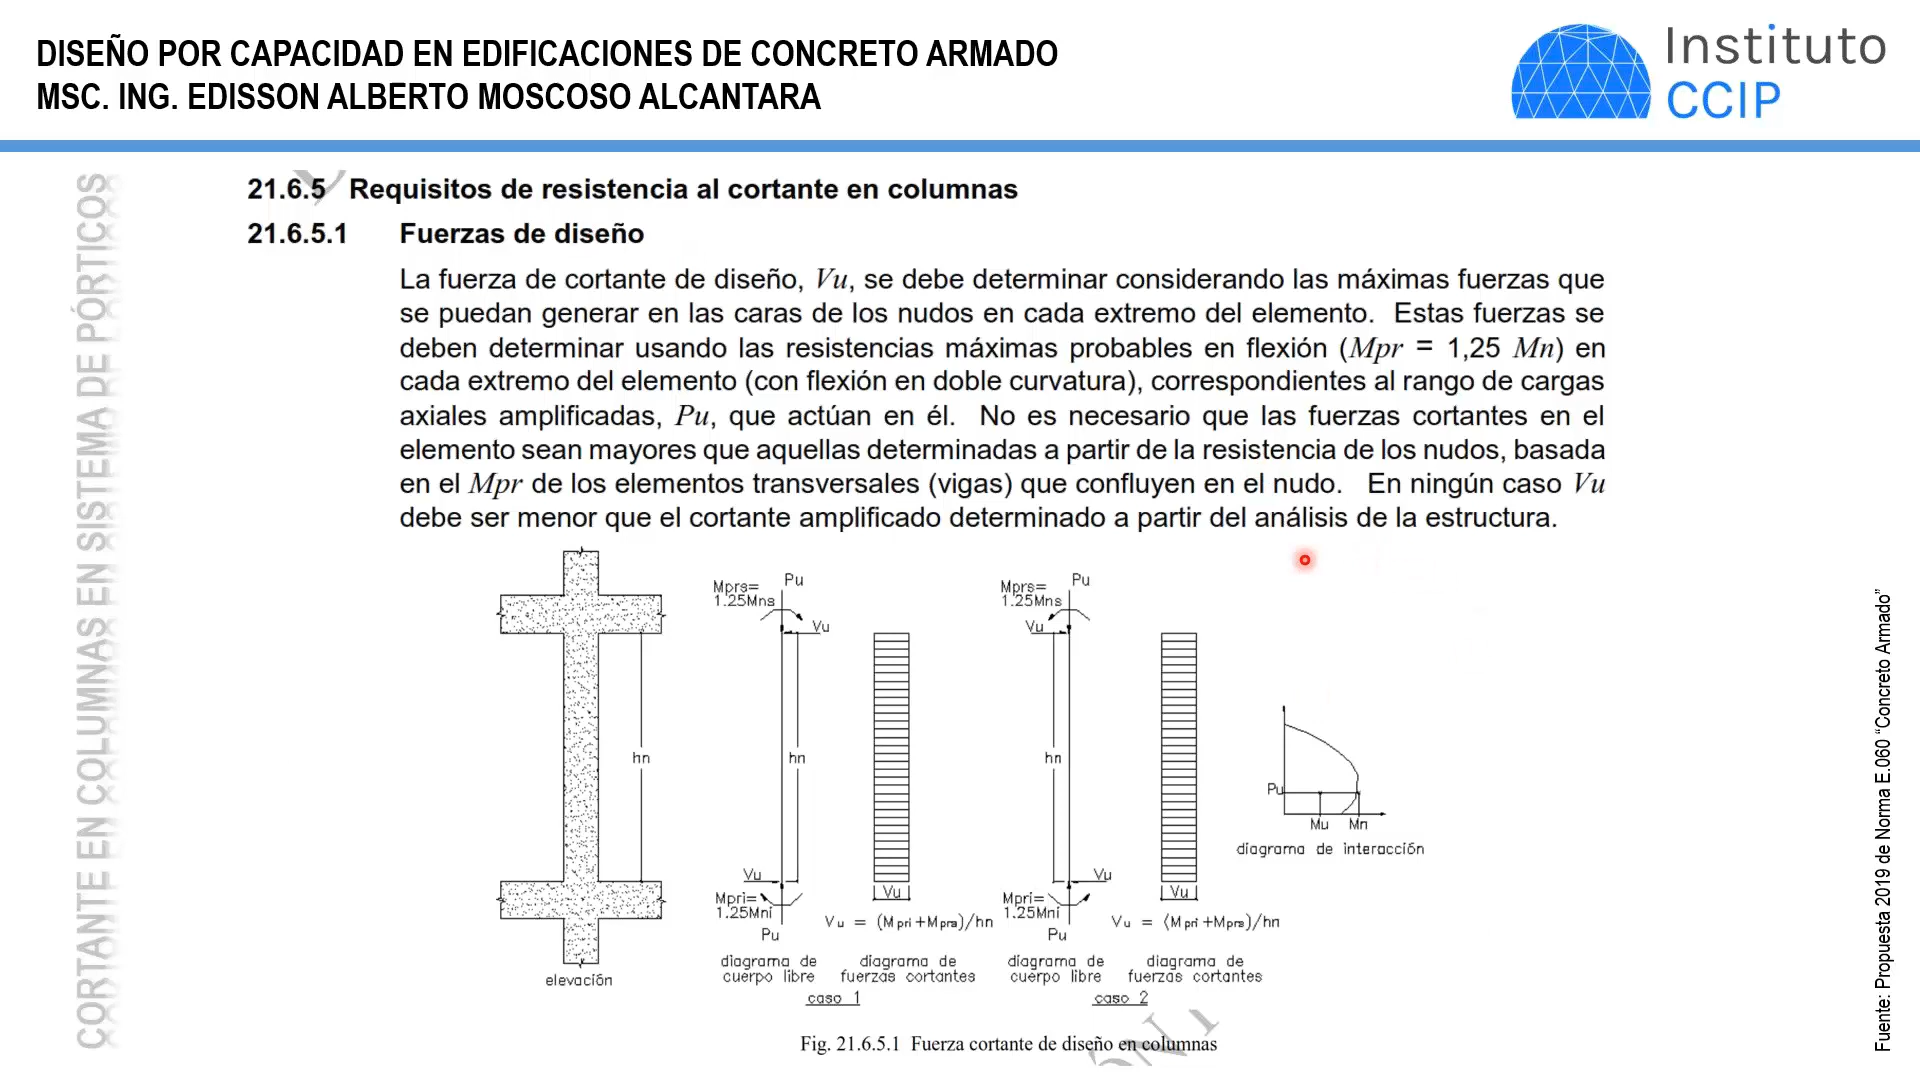 DISEÑO POR CAPACIDAD EN EDIFICACIONES DE CONCRETO ARMADO
MSC. ING. EDISSON ALBERTO MOSCOSO ALCANTARA
Instituto
CCIP
CORTANTE EN COLUMNAS EN SISTEMA DE PÓRTICOS
21.6.5 Requisitos de resistencia al cortante en columnas
21.6.5.1 Fuerzas de diseño
La fuerza de cortante de diseño, Vu, se debe determinar considerando las máximas fuerzas que
se puedan generar en las caras de los nudos en cada extremo del elemento. Estas fuerzas se
deben determinar usando las resistencias máximas probables en flexión (Mpr = 1,25 Mn) en
cada extremo del elemento (con flexión en doble curvatura), correspondientes al rango de cargas
axiales amplificadas, Pu, que actúan en él. No es necesario que las fuerzas cortantes en el
elemento sean mayores que aquellas determinadas a partir de la resistencia de los nudos, basada
en el Mpr de los elementos transversales (vigas) que confluyen en el nudo. En ningún caso Vu
debe ser menor que el cortante amplificado determinado a partir del análisis de la estructura.
hn
elevación
Mprs=
1.25Mns
Pu
Vu
hn
Vu
Mpri=
1.25Mni
Pu
diagrama de
cuerpo libre
Vu
Vu = (Mpri+Mprs)/hn
diagrama de
fuerzas cortantes
caso 1
Mprs=
1.25Mns
Pu
Vu
hn
Vu
Mpri=
1.25Mni
Pu
diagrama de
cuerpo libre
Vu
Vu = (Mpri+Mprs)/hn
diagrama de
fuerzas cortantes
caso 2
Pu
Mu Mn
diagrama de interacción
Fig. 21.6.5.1 Fuerza cortante de diseño en columnas
Fuente: Propuesta 2019 de Norma E.060 “Concreto Armado”